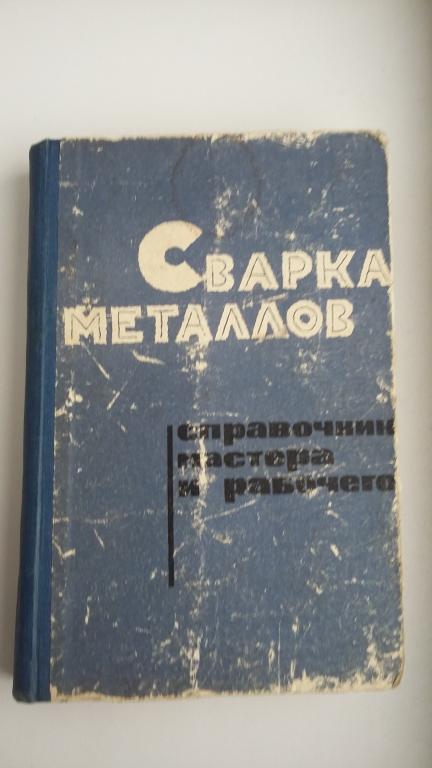 Сварка
металлов
справочник
мастера
и рабочего